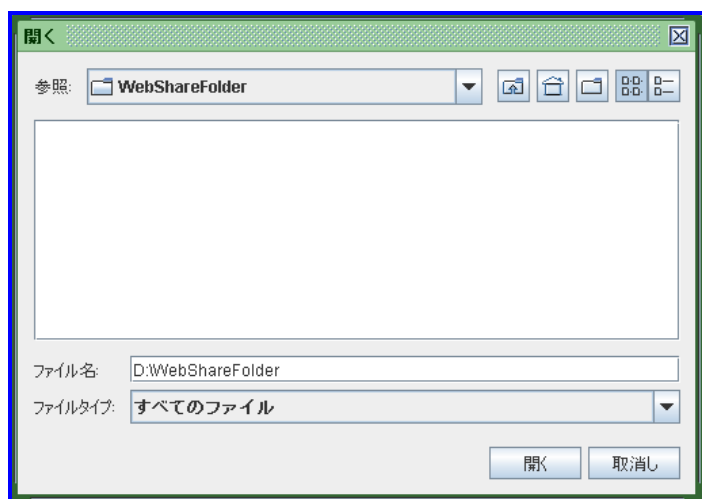 開く
参照: WebShareFolder
ファイル名: D:\WebShareFolder
ファイルタイプ: すべてのファイル
開く 取消し